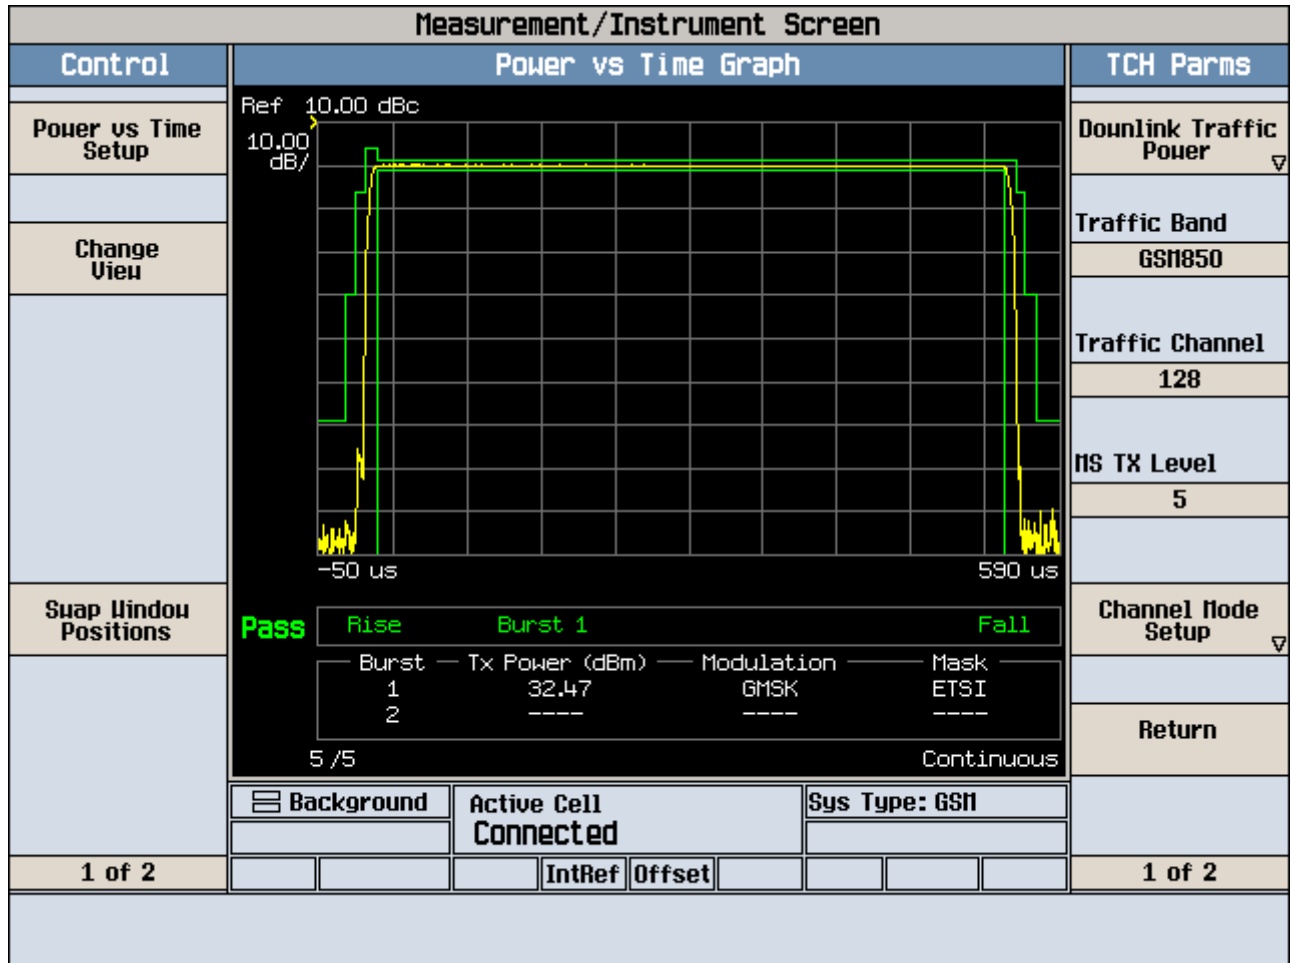 Measurement/Instrument Screen
Control
Power vs Time Graph
TCH Parms
Power vs Time
Setup
Change
View
Swap Window
Positions
1 of 2
Ref 10.00 dBc
10.00
dB/
-50 us
590 us
Pass
Rise
Burst 1
Fall
Burst
Tx Power (dBm)
Modulation
Mask
1
32.47
GMSK
ETSI
2
----
----
----
5/5
Continuous
Background
Active Cell
Connected
Sys Type: GSM
IntRef
Offset
Downlink Traffic
Power
Traffic Band
GSM850
Traffic Channel
128
MS TX Level
5
Channel Mode
Setup
Return
1 of 2